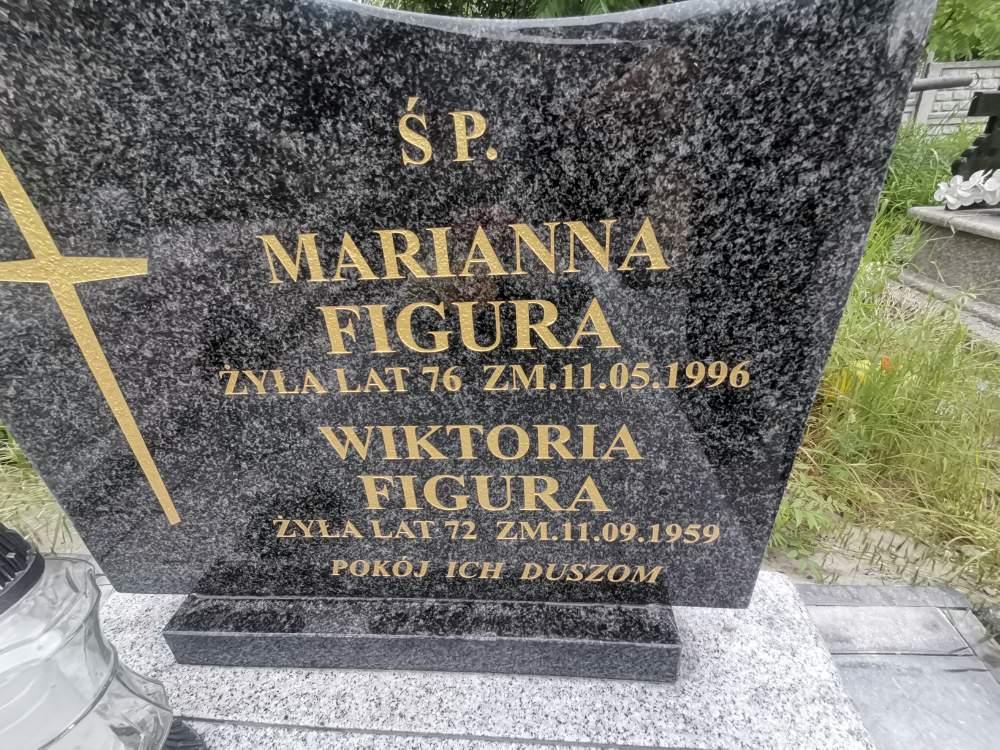 Ś P.
MARIANNA
FIGURA
ŻYŁA LAT 76 ZM.11.05.1996
WIKTORIA
FIGURA
ŻYŁA LAT 72 ZM.11.09.1959
POKÓJ ICH DUSZOM